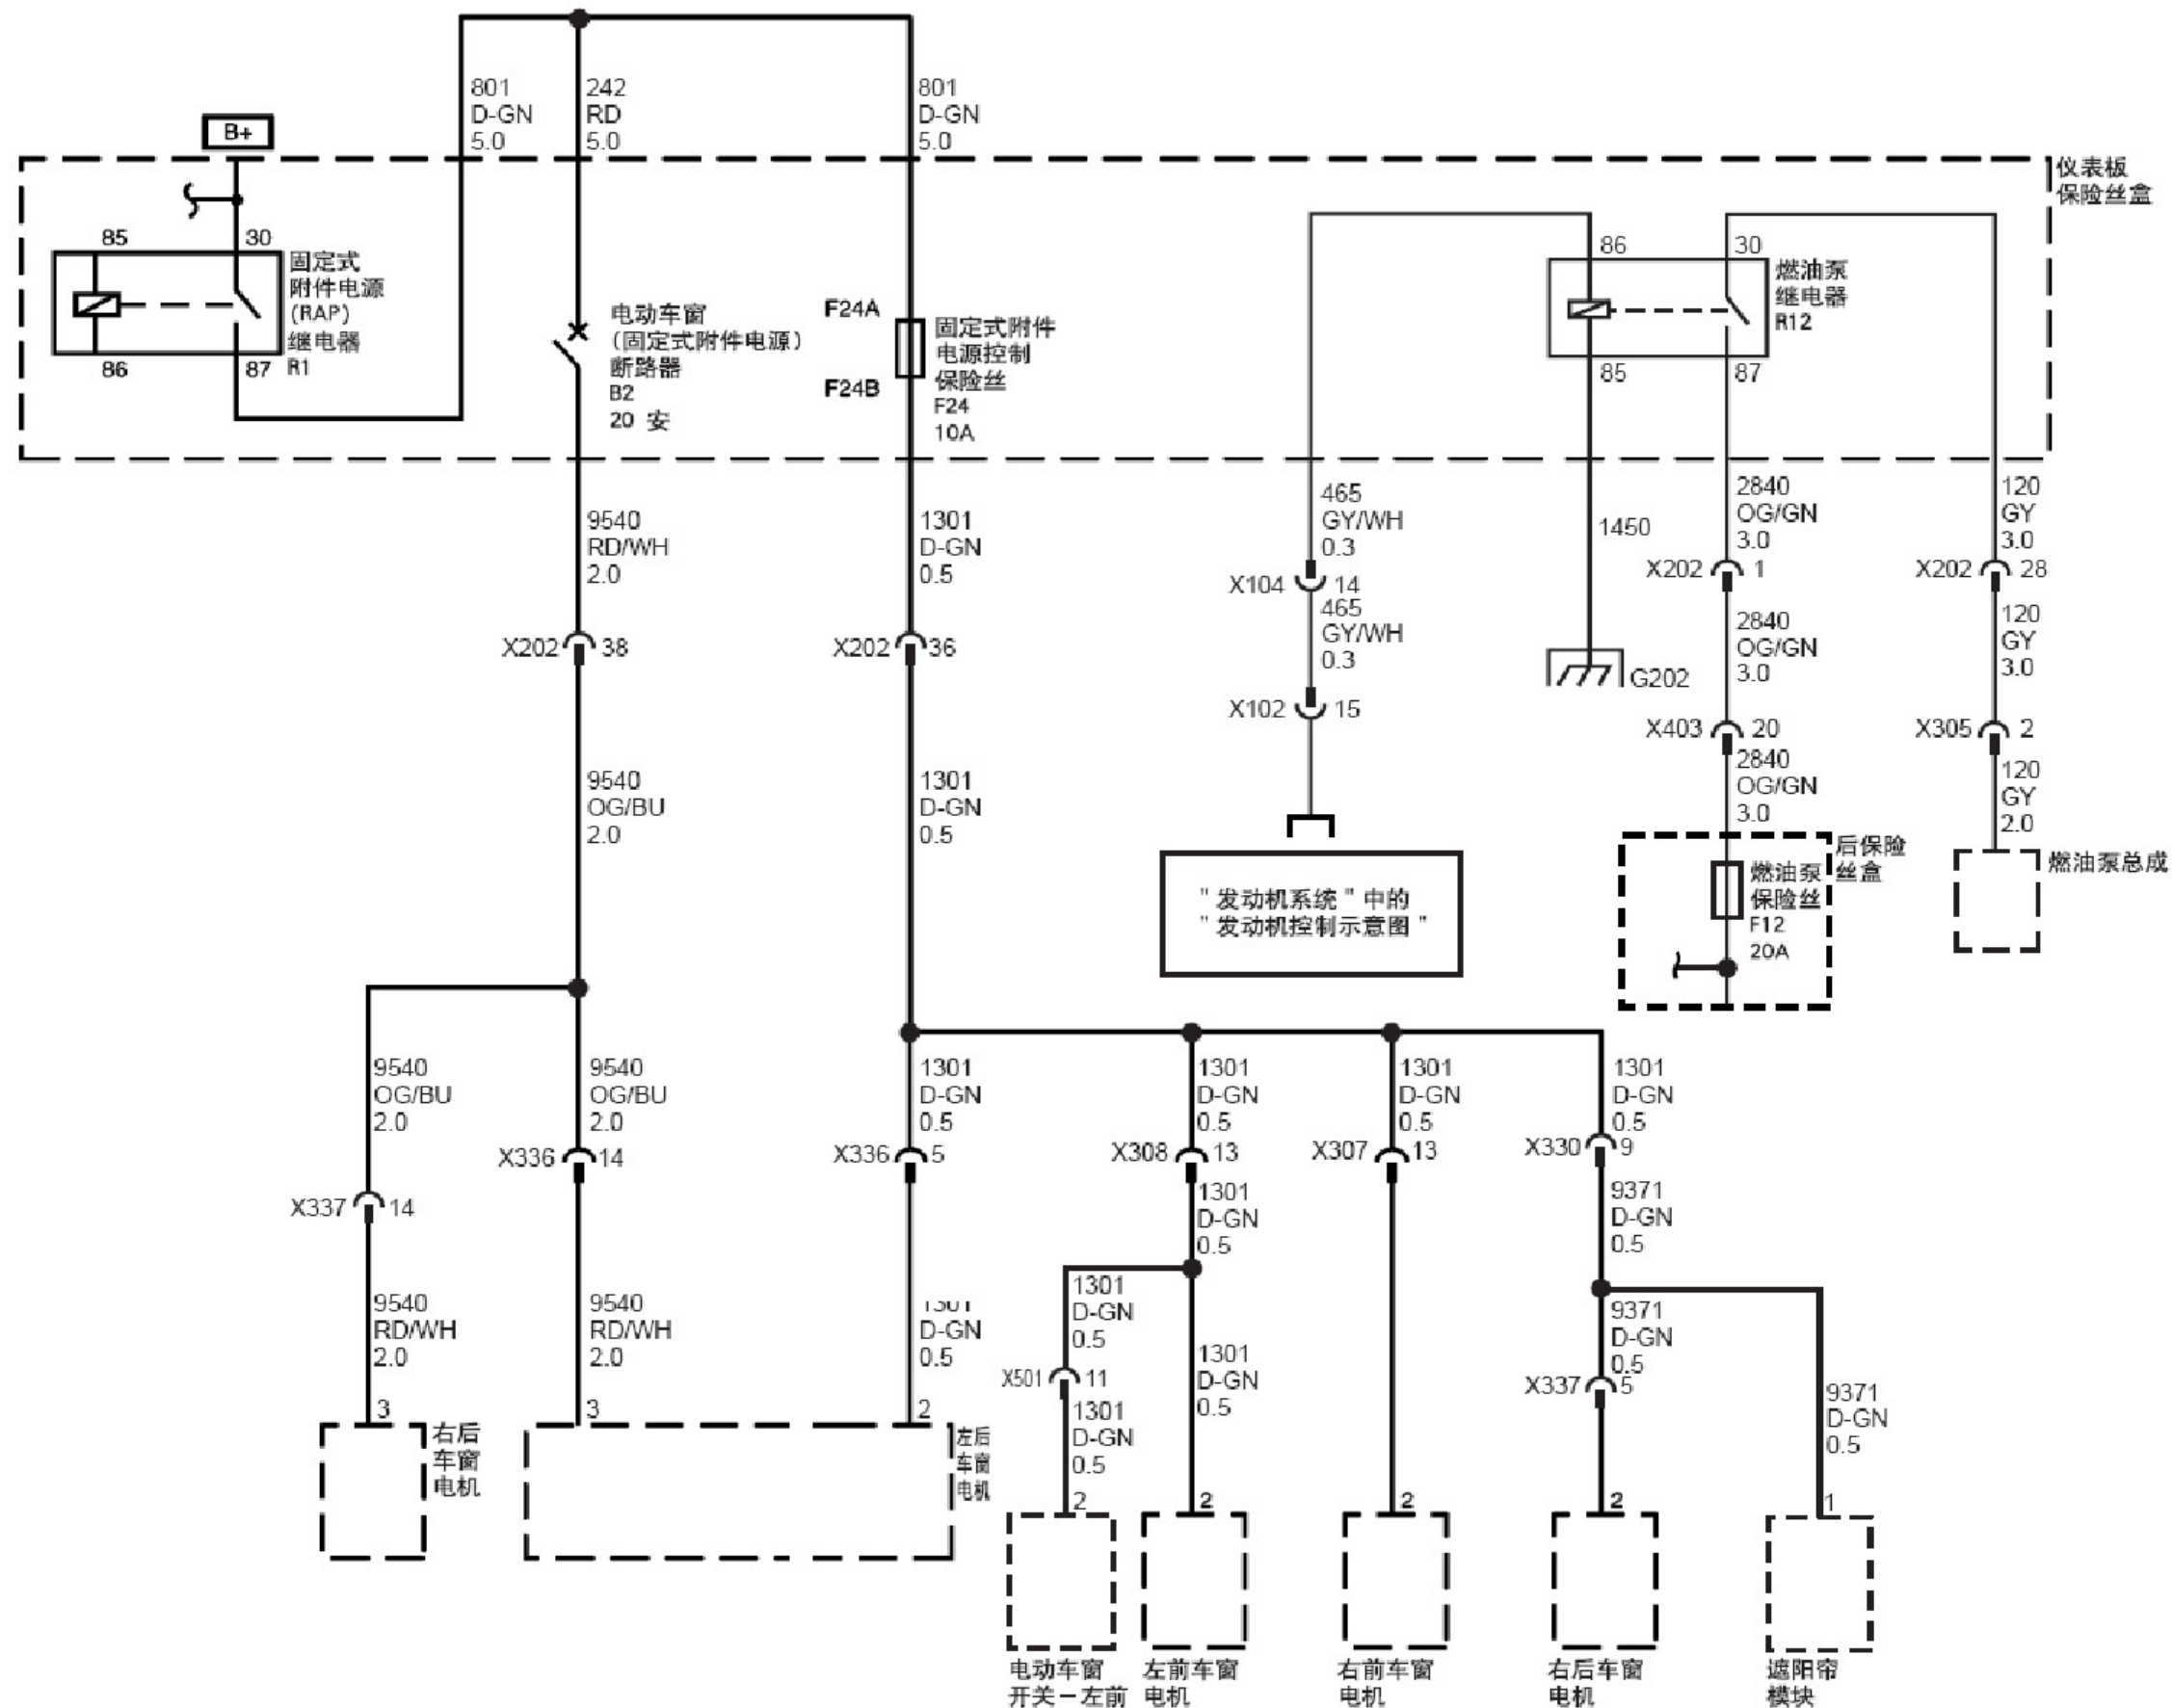 801
D-GN
5.0
242
RD
5.0
801
D-GN
5.0
B+
仪表板
保险丝盒
85
30
固定式
附件电源
(RAP)
继电器
R1
86
87
电动车窗
（固定式附件电源）
断路器
B2
20 安
F24A
F24B
固定式附件
电源控制
保险丝
F24
10A
86
30
燃油泵
继电器
R12
85
87
9540
RD/WH
2.0
1301
D-GN
0.5
465
GY/WH
0.3
1450
2840
OG/GN
3.0
120
GY
3.0
X104
14
465
GY/WH
0.3
X202
1
X202
28
2840
OG/GN
3.0
120
GY
3.0
X202
38
X202
36
X102
15
G202
X403
20
2840
OG/GN
3.0
X305
2
120
GY
2.0
9540
OG/BU
2.0
1301
D-GN
0.5
"发动机系统"中的
"发动机控制示意图"
后保险
丝盒
燃油泵
保险丝
F12
20A
燃油泵总成
9540
OG/BU
2.0
9540
OG/BU
2.0
1301
D-GN
0.5
1301
D-GN
0.5
1301
D-GN
0.5
1301
D-GN
0.5
X337
14
X336
14
X336
5
X308
13
X307
13
X330
9
1301
D-GN
0.5
9371
D-GN
0.5
9540
RD/WH
2.0
9540
RD/WH
2.0
1301
D-GN
0.5
1301
D-GN
0.5
1301
D-GN
0.5
9371
D-GN
0.5
X501
11
1301
D-GN
0.5
X337
5
9371
D-GN
0.5
3
右后
车窗
电机
3
2
左后
车窗
电机
2
2
2
2
1
电动车窗
开关－左前
左前车窗
电机
右前车窗
电机
右后车窗
电机
遮阳帘
模块